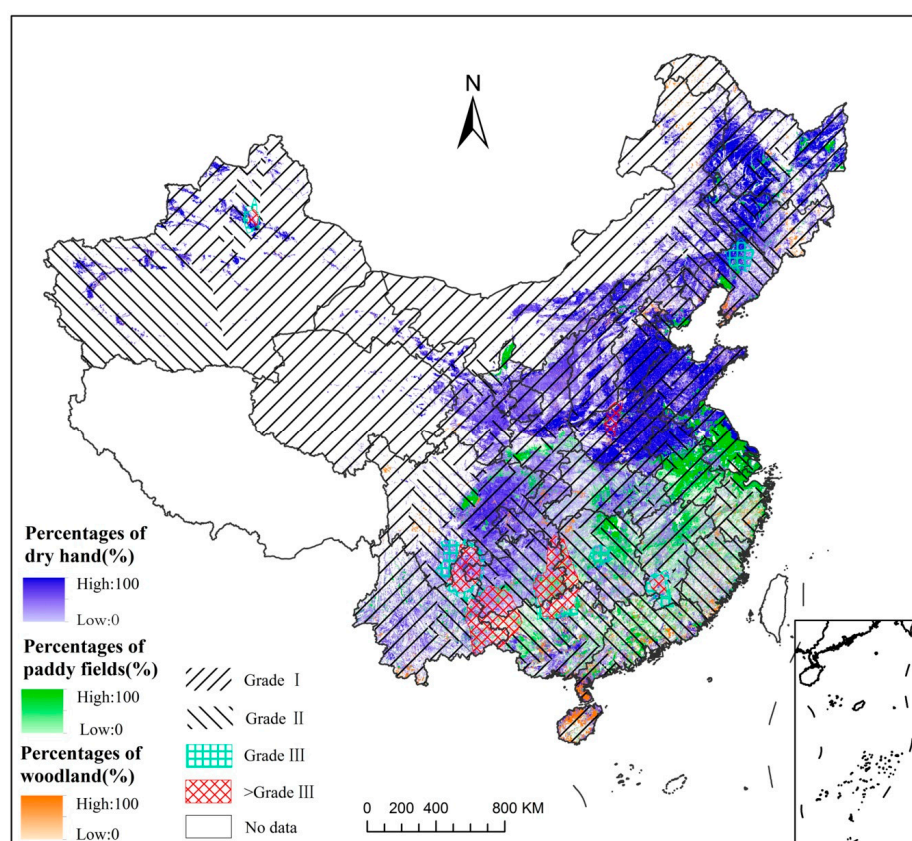 N
Percentages of
dry hand(%)
High:100
Low:0
Percentages of
paddy fields(%)
High:100
Low:0
Percentages of
woodland(%)
High:100
Low:0
Grade Ⅰ
Grade Ⅱ
Grade Ⅲ
>Grade Ⅲ
No data
0 200 400 800 KM